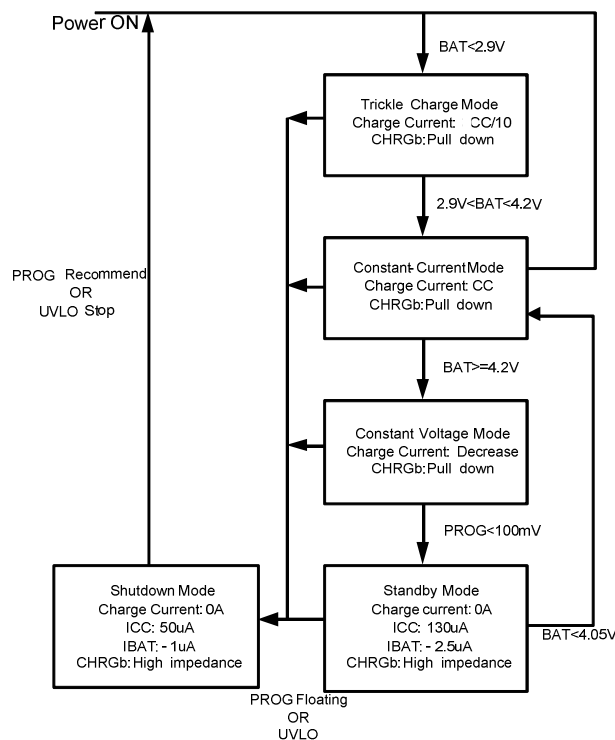 Power ON
BAT<2.9V
Trickle Charge Mode
Charge Current: CC/10
CHRGb:Pull down
2.9V<BAT<4.2V
Constant-Current Mode
Charge Current: CC
CHRGb:Pull down
PROG Recommend
OR
UVLO Stop
BAT>=4.2V
Constant Voltage Mode
Charge Current: Decrease
CHRGb:Pull down
PROG<100mV
Shutdown Mode
Charge Current:0A
ICC: 50uA
IBAT: -1uA
CHRGb:High impedance
Standby Mode
Charge current:0A
ICC: 130uA
IBAT: -2.5uA
CHRGb:High impedance
BAT<4.05V
PROG Floating
OR
UVLO